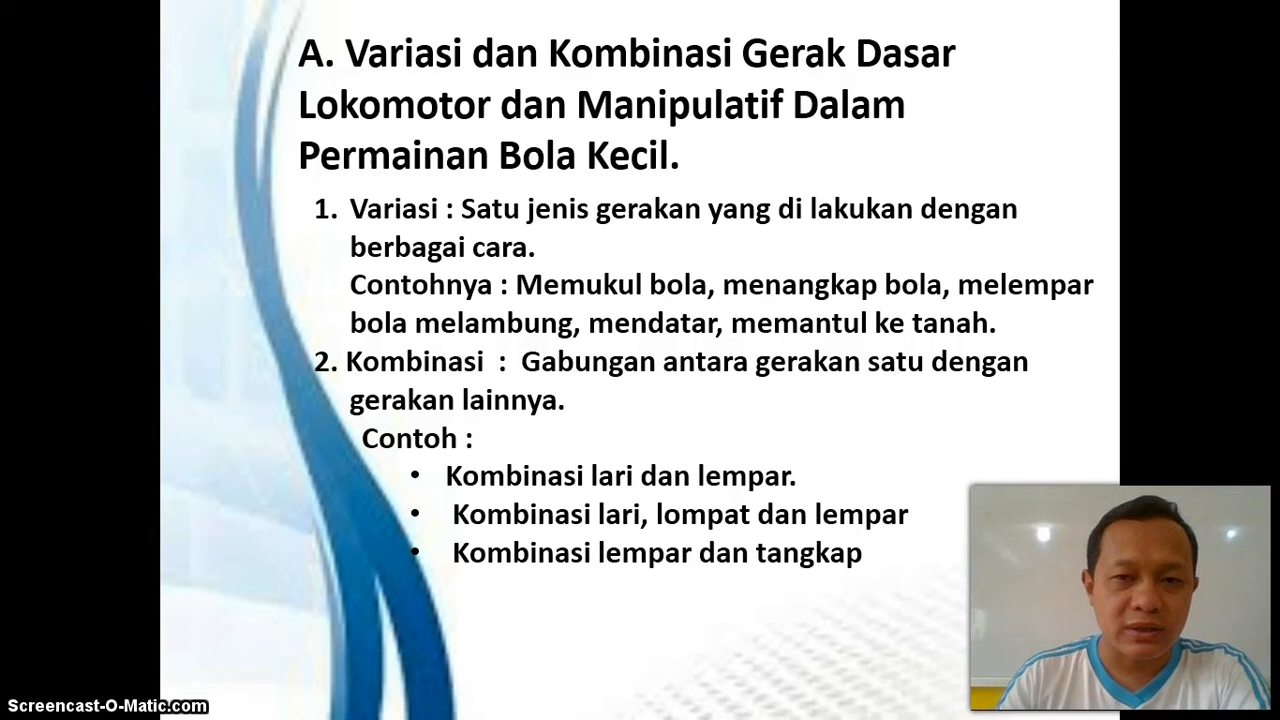 A. Variasi dan Kombinasi Gerak Dasar
Lokomotor dan Manipulatif Dalam
Permainan Bola Kecil.
1. Variasi : Satu jenis gerakan yang di lakukan dengan
berbagai cara.
Contohnya : Memukul bola, menangkap bola, melempar
bola melambung, mendatar, memantul ke tanah.
2. Kombinasi : Gabungan antara gerakan satu dengan
gerakan lainnya.
Contoh :
• Kombinasi lari dan lempar.
• Kombinasi lari, lompat dan lempar
• Kombinasi lempar dan tangkap
Screencast-O-Matic.com